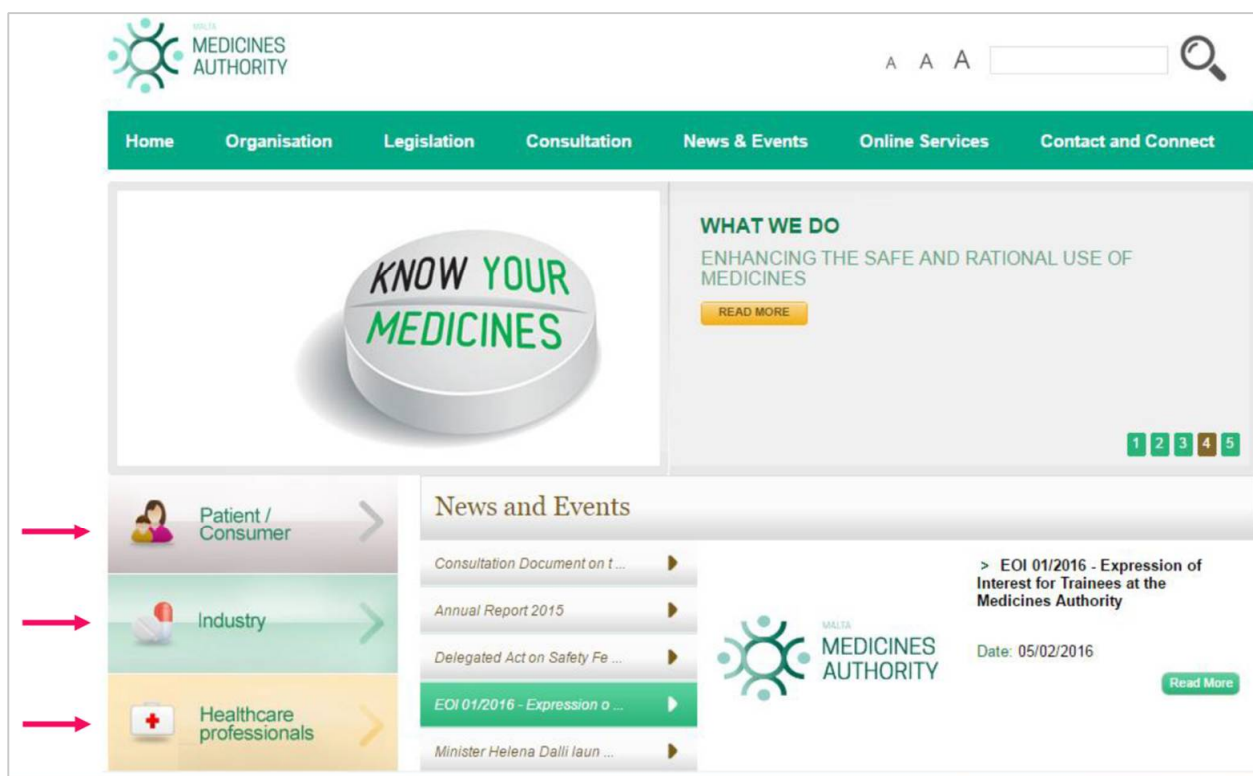 MALTA
MEDICINES
AUTHORITY
A A A
Home Organisation Legislation Consultation News & Events Online Services Contact and Connect
KNOW YOUR
MEDICINES
WHAT WE DO
ENHANCING THE SAFE AND RATIONAL USE OF
MEDICINES
READ MORE
1 2 3 4 5
Patient /
Consumer
Industry
Healthcare
professionals
News and Events
Consultation Document on t ...
Annual Report 2015
Delegated Act on Safety Fe ...
EOI 01/2016 - Expression o ...
Minister Helena Dalli laun ...
MALTA
MEDICINES
AUTHORITY
> EOI 01/2016 - Expression of
Interest for Trainees at the
Medicines Authority
Date: 05/02/2016
Read More